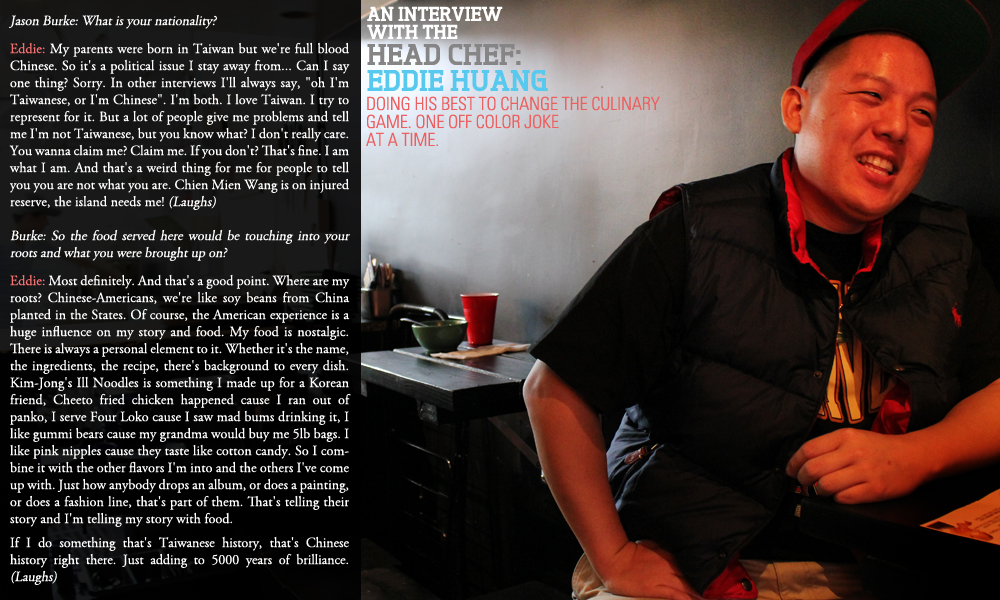 Jason Burke: What is your nationality?
Eddie: My parents were born in Taiwan but we're full blood
Chinese. So it's a political issue I stay away from... Can I say
one thing? Sorry. In other interviews I'll always say, "oh I'm
Taiwanese, or I'm Chinese". I'm both. I love Taiwan. I try to
represent for it. But a lot of people give me problems and tell
me I'm not Taiwanese, but you know what? I don't really care.
You wanna claim me? Claim me. If you don't? That's fine. I am
what I am. And that's a weird thing for me for people to tell
you you are not what you are. Chien Mien Wang is on injured
reserve, the island needs me! (Laughs)
Burke: So the food served here would be touching into your
roots and what you were brought up on?
Eddie: Most definitely. And that's a good point. Where are my
roots? Chinese-Americans, we're like soy beans from China
planted in the States. Of course, the American experience is a
huge influence on my story and food. My food is nostalgic.
There is always a personal element to it. Whether it's the name,
the ingredients, the recipe, there's background to every dish.
Kim-Jong's Ill Noodles is something I made up for a Korean
friend, Cheeto fried chicken happened cause I ran out of
panko, I serve Four Loko cause I saw mad bums drinking it, I
like gummi bears cause my grandma would buy me 5lb bags. I
like pink nipples cause they taste like cotton candy. So I com-
bine it with the other flavors I'm into and the others I've come
up with. Just how anybody drops an album, or does a painting,
or does a fashion line, that's part of them. That's telling their
story and I'm telling my story with food.
If I do something that's Taiwanese history, that's Chinese
history right there. Just adding to 5000 years of brilliance.
(Laughs)
AN INTERVIEW
WITH THE
HEAD CHEF:
EDDIE HUANG
DOING HIS BEST TO CHANGE THE CULINARY
GAME. ONE OFF COLOR JOKE
AT A TIME.